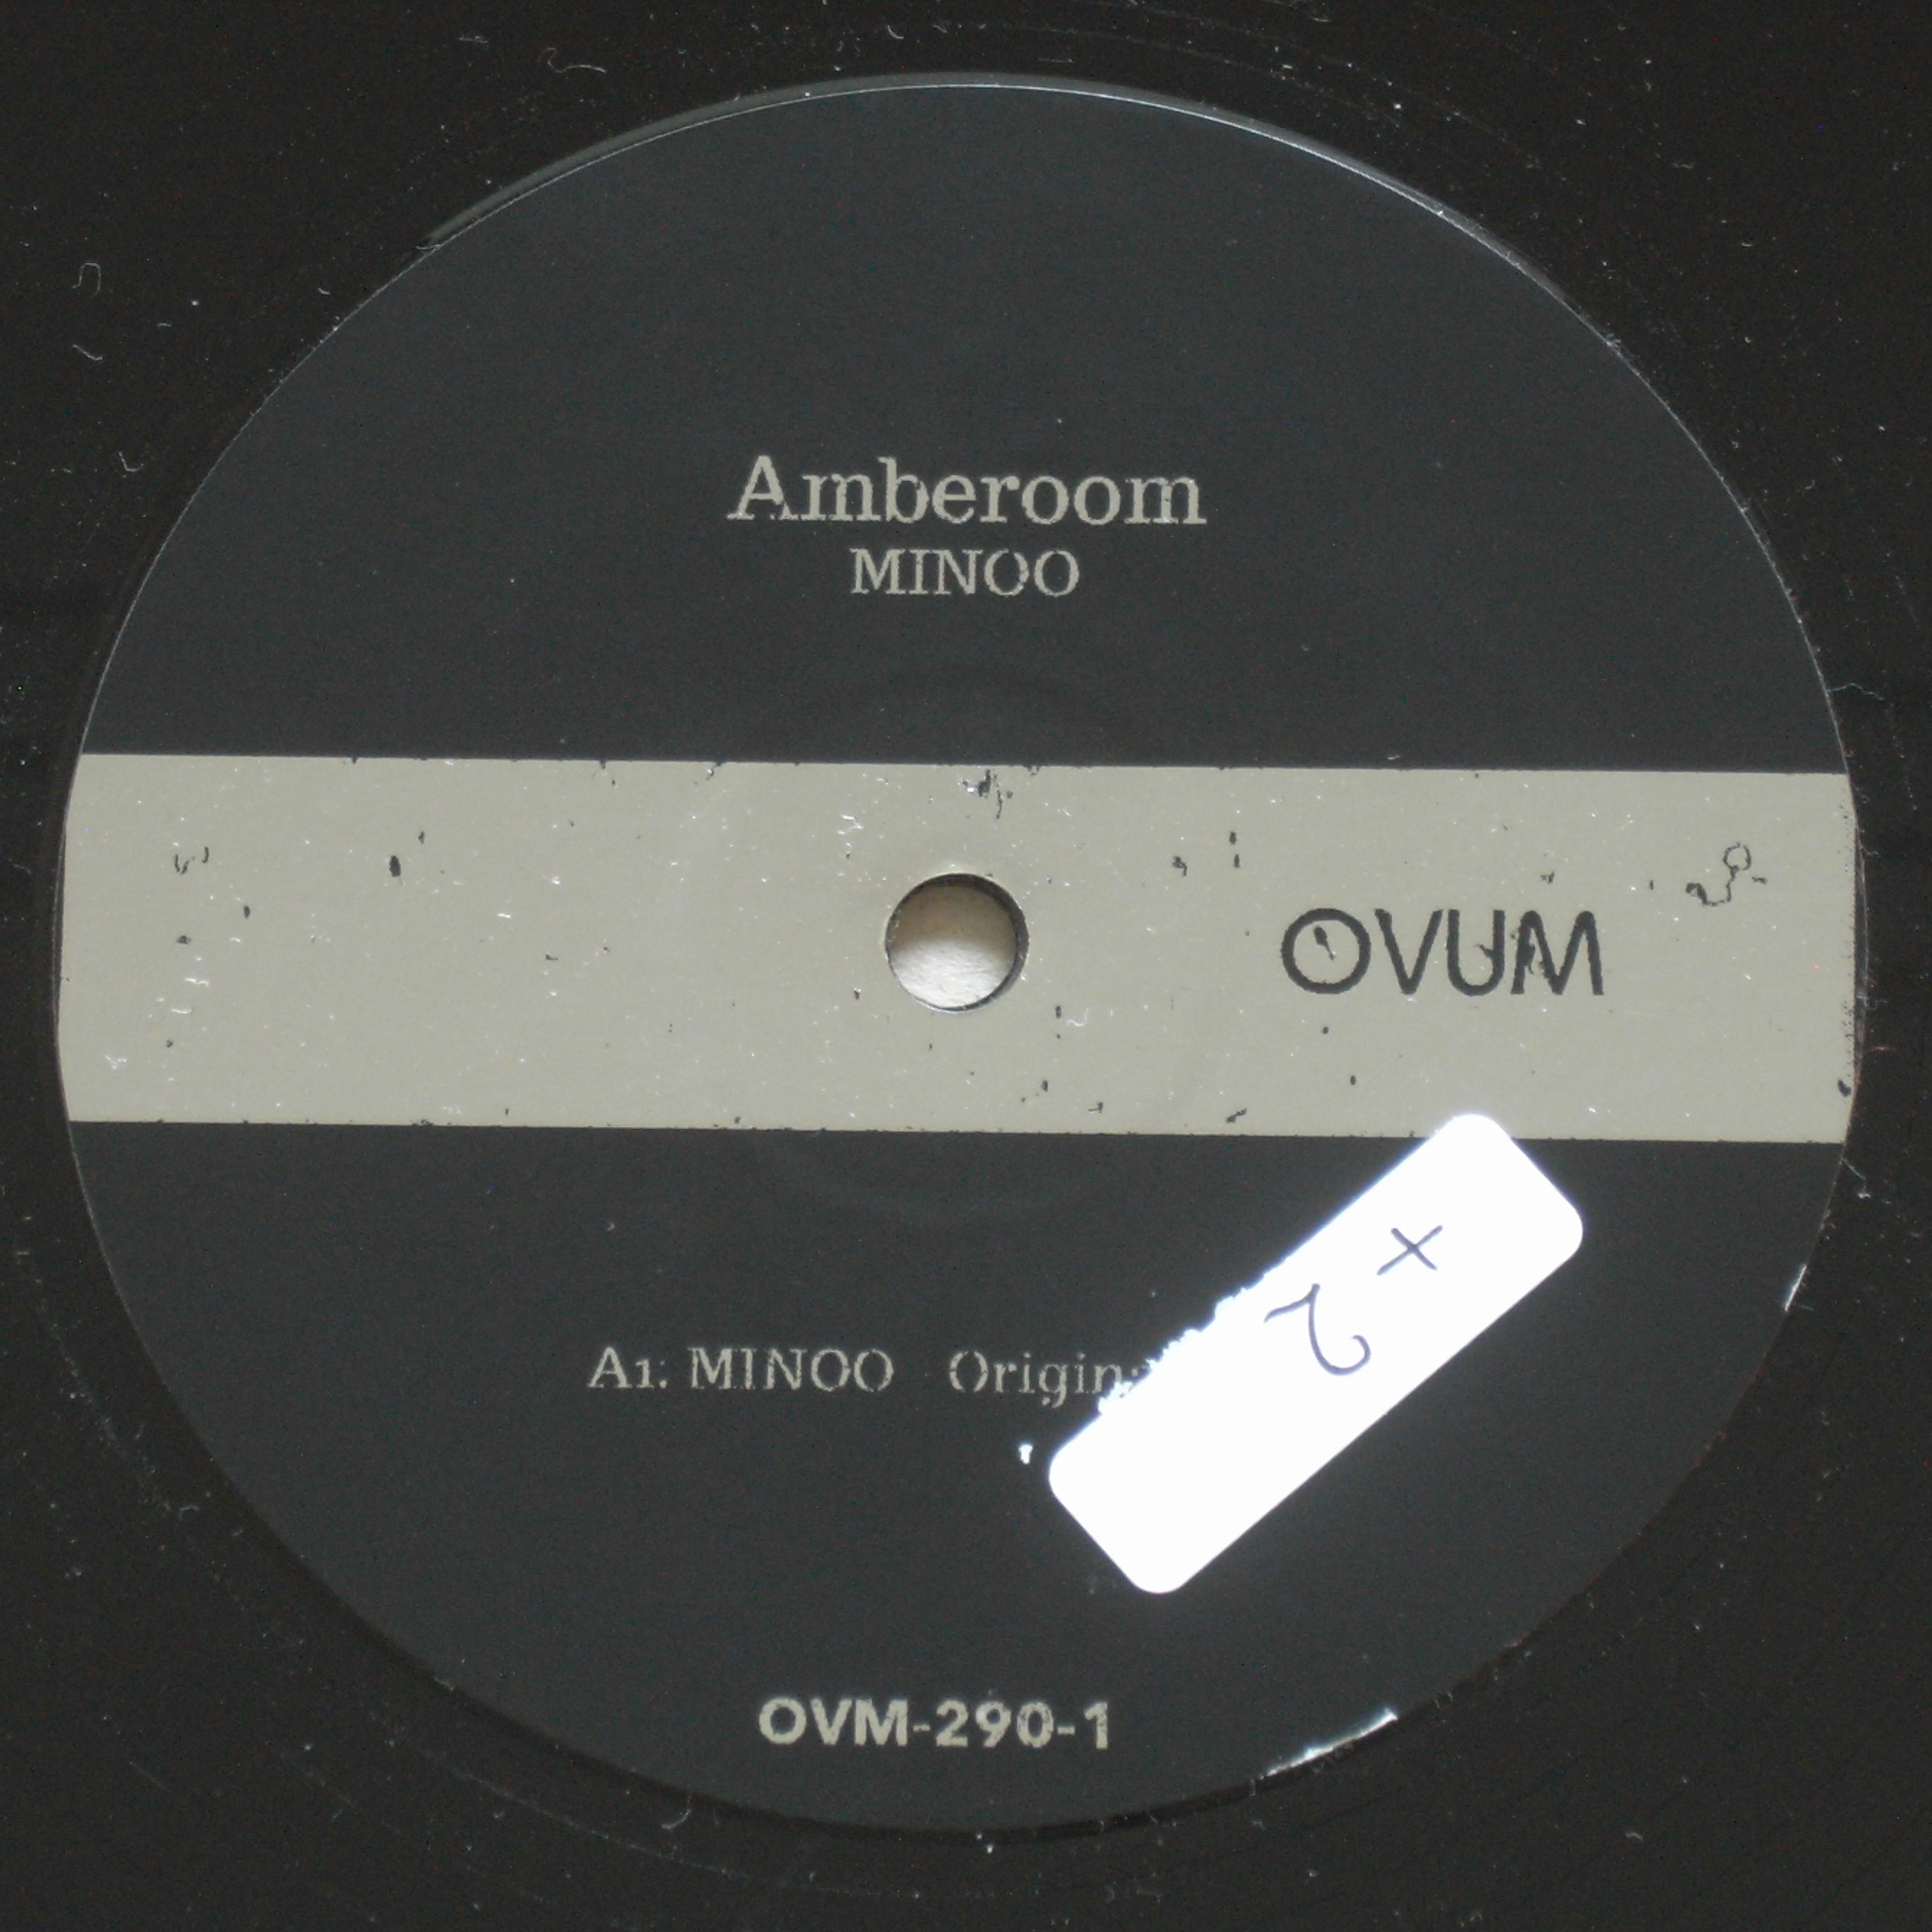 Amberoom
MINOO
OVUM
+2
A1: MINOO
OVM-290-1